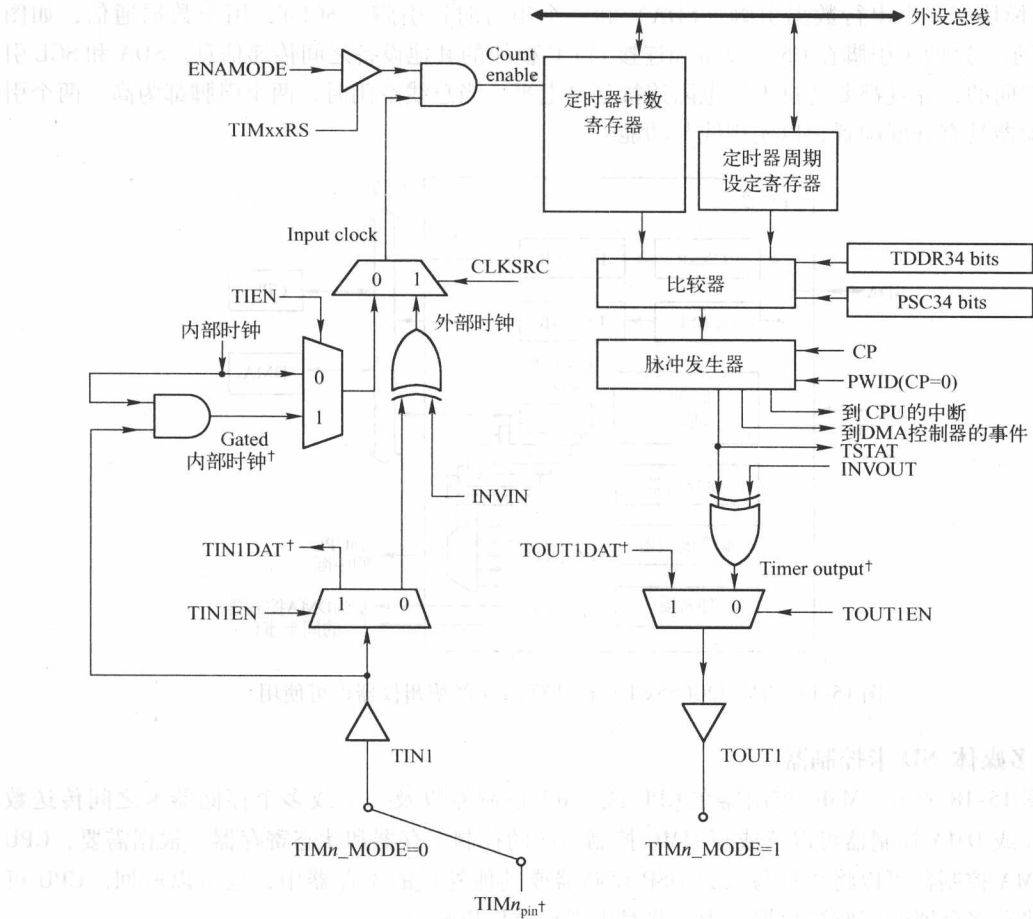 外设总线
ENAMODE
Count
enable
定时器计数
寄存器
TIMxxRS
定时器周期
设定寄存器
Input clock
TDDR34 bits
0 1
CLKSRC
比较器
TIEN
PSC34 bits
内部时钟
外部时钟
脉冲发生器
CP
0
PWID(CP=0)
1
到CPU的中断
到DMA控制器的事件
Gated
内部时钟†
TSTAT
INVOUT
INVIN
TIN1DAT†
TOUT1DAT†
Timer output†
TIN1EN
1 0
1 0
TOUT1EN
TIN1
TOUT1
TIMn_MODE=0
TIMn_MODE=1
TIMnpin†